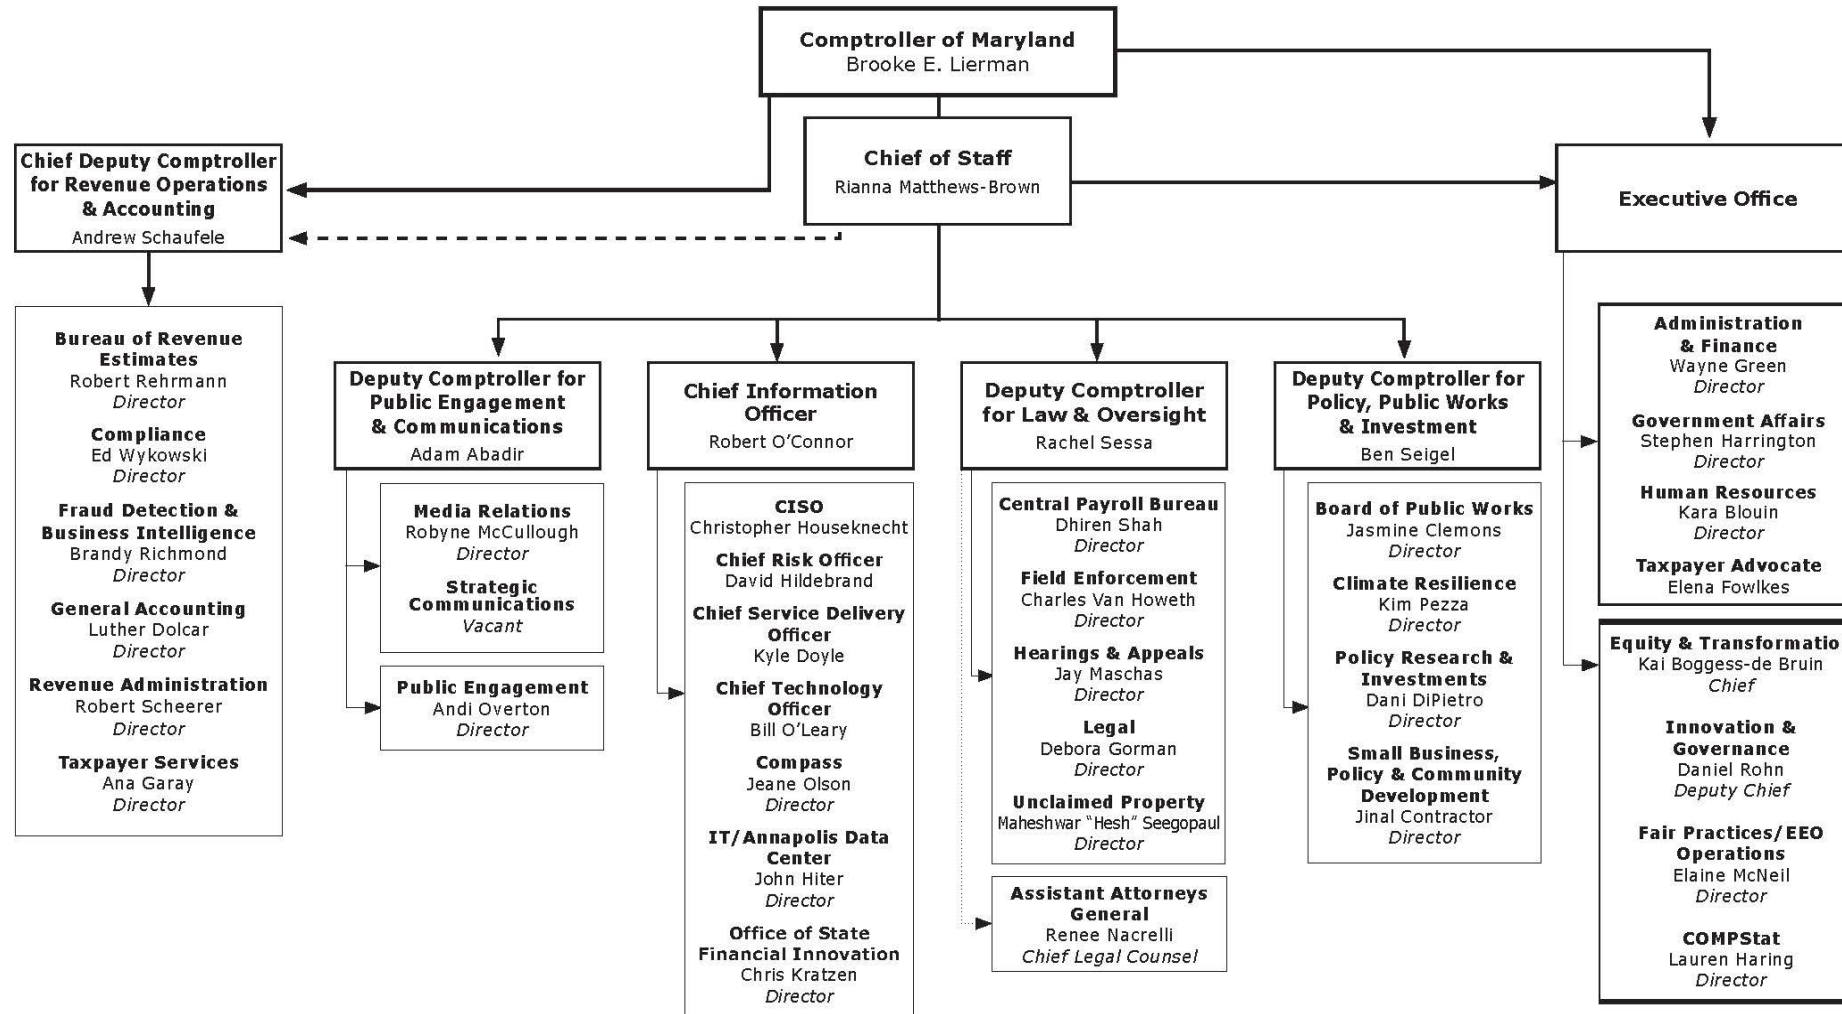 Comptroller of Maryland
Brooke E. Lierman
Chief of Staff
Rianna Matthews-Brown
Chief Deputy Comptroller
for Revenue Operations
& Accounting
Andrew Schaufele
Executive Office
Bureau of Revenue
Estimates
Robert Rehrmann
Director
Compliance
Ed Wykowski
Director
Fraud Detection &
Business Intelligence
Brandy Richmond
Director
General Accounting
Luther Dolcar
Director
Revenue Administration
Robert Scheerer
Director
Taxpayer Services
Ana Garay
Director
Deputy Comptroller for
Public Engagement
& Communications
Adam Abadir
Media Relations
Robyne McCullough
Director
Strategic
Communications
Vacant
Public Engagement
Andi Overton
Director
Chief Information
Officer
Robert O’Connor
CISO
Christopher Houseknecht
Chief Risk Officer
David Hildebrand
Chief Service Delivery
Officer
Kyle Doyle
Chief Technology
Officer
Bill O’Leary
Compass
Jeane Olson
Director
IT/Annapolis Data
Center
John Hiter
Director
Office of State
Financial Innovation
Chris Kratzen
Director
Deputy Comptroller
for Law & Oversight
Rachel Sessa
Central Payroll Bureau
Dhiren Shah
Director
Field Enforcement
Charles Van Howeth
Director
Hearings & Appeals
Jay Maschas
Director
Legal
Debora Gorman
Director
Unclaimed Property
Maheshwar “Hesh” Seegopaul
Director
Assistant Attorneys
General
Renee Nacrelli
Chief Legal Counsel
Deputy Comptroller for
Policy, Public Works
& Investment
Ben Seigel
Board of Public Works
Jasmine Clemons
Director
Climate Resilience
Kim Pezza
Director
Policy Research &
Investments
Dani DiPietro
Director
Small Business,
Policy & Community
Development
Jinal Contractor
Director
Administration
& Finance
Wayne Green
Director
Government Affairs
Stephen Harrington
Director
Human Resources
Kara Blouin
Director
Taxpayer Advocate
Elena Fowlkes
Equity & Transformatio
Kai Boggess-de Bruin
Chief
Innovation &
Governance
Daniel Rohn
Deputy Chief
Fair Practices/EEO
Operations
Elaine McNeil
Director
COMPStat
Lauren Haring
Director